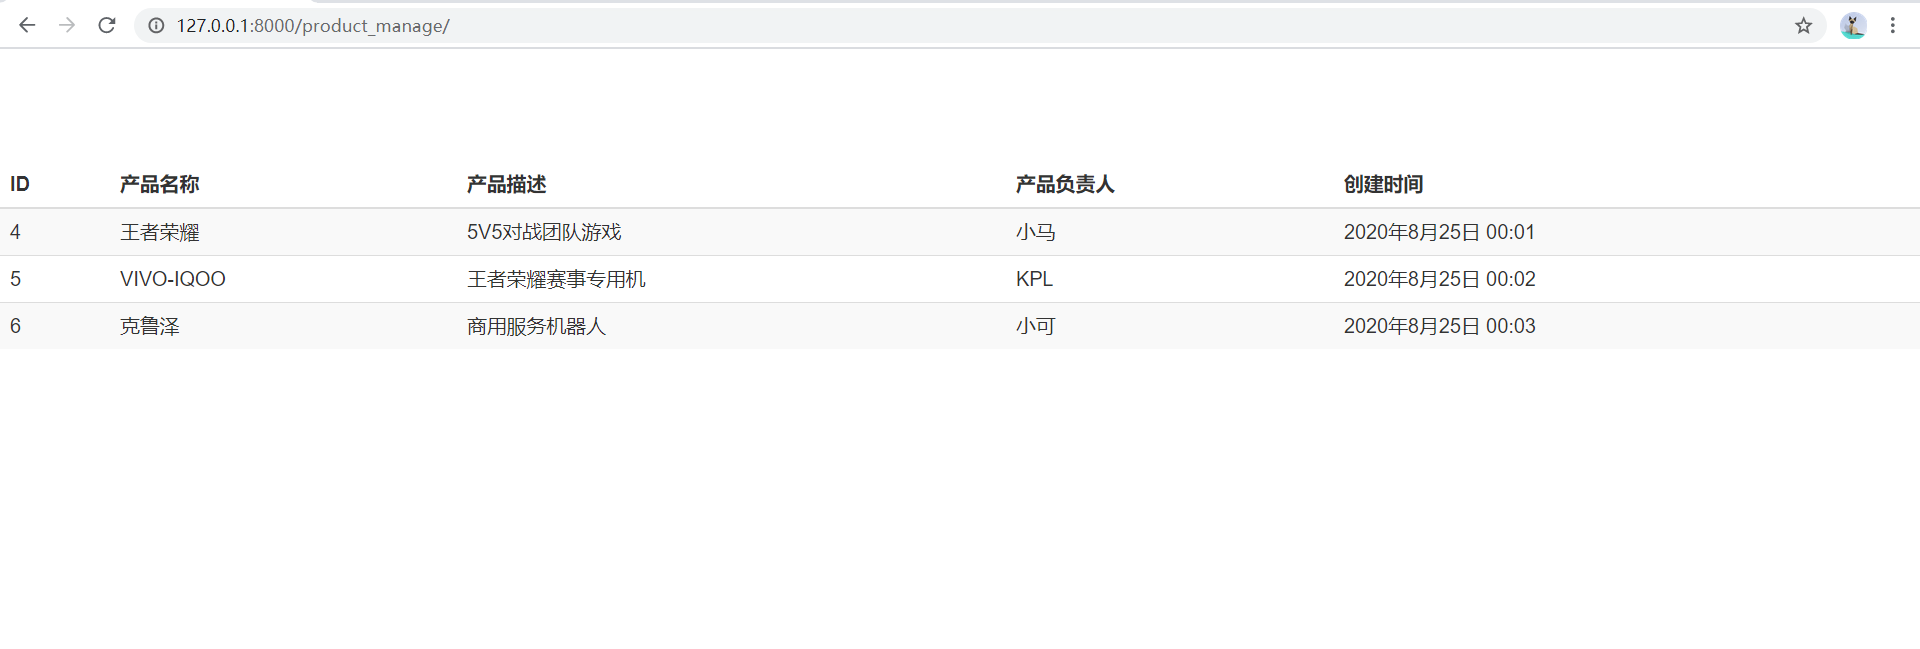 127.0.0.1:8000/product_manage/
ID 产品名称 产品描述 产品负责人 创建时间
4 王者荣耀 5V5对战团队游戏 小马 2020年8月25日 00:01
5 VIVO-IQOO 王者荣耀赛事专用机 KPL 2020年8月25日 00:02
6 克鲁泽 商用服务机器人 小可 2020年8月25日 00:03